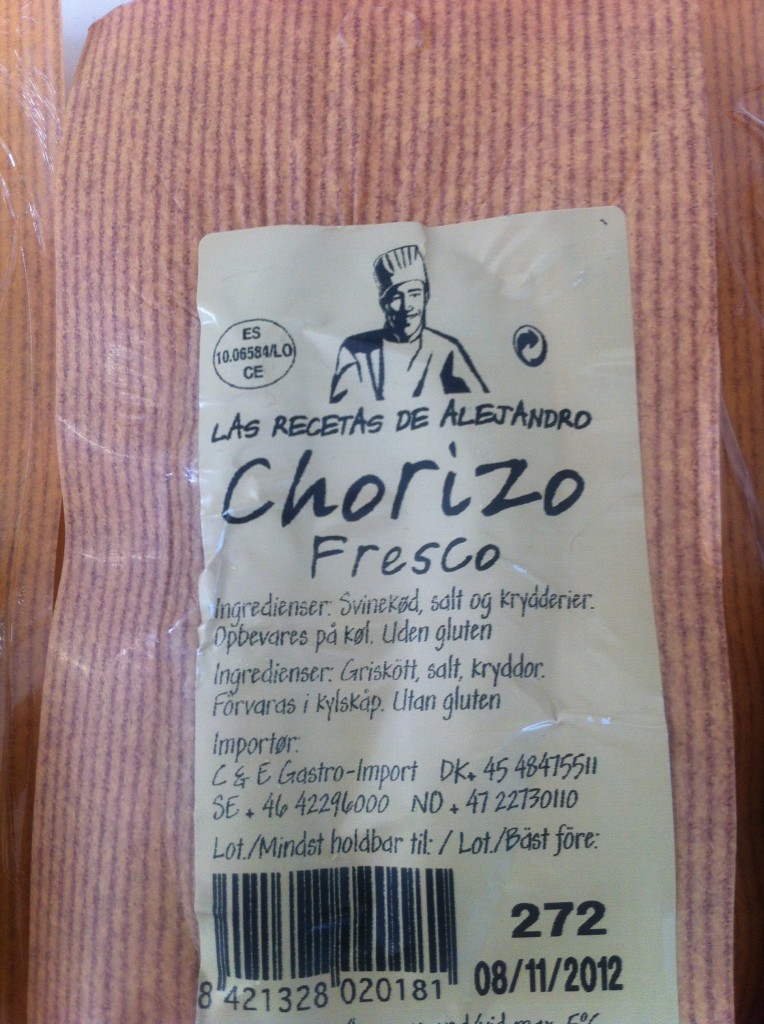 ES
10.06584/LO
CE
LAS RECETAS DE ALEJANDRO
Chorizo
Fresco
Ingredienser: Svinekød, salt og krydderier.
Opbevares på køl. Uden gluten
Ingredienser: Griskött, salt, kryddor.
Förvaras i kylskåp. Utan gluten
Importør:
C & E Gastro-Import DK+ 45 48475511
SE + 46 42296000 NO + 47 22730110
Lot./Mindst holdbar til: / Lot./Bäst före:
272
08/11/2012
8 421328 020181
max 5°C